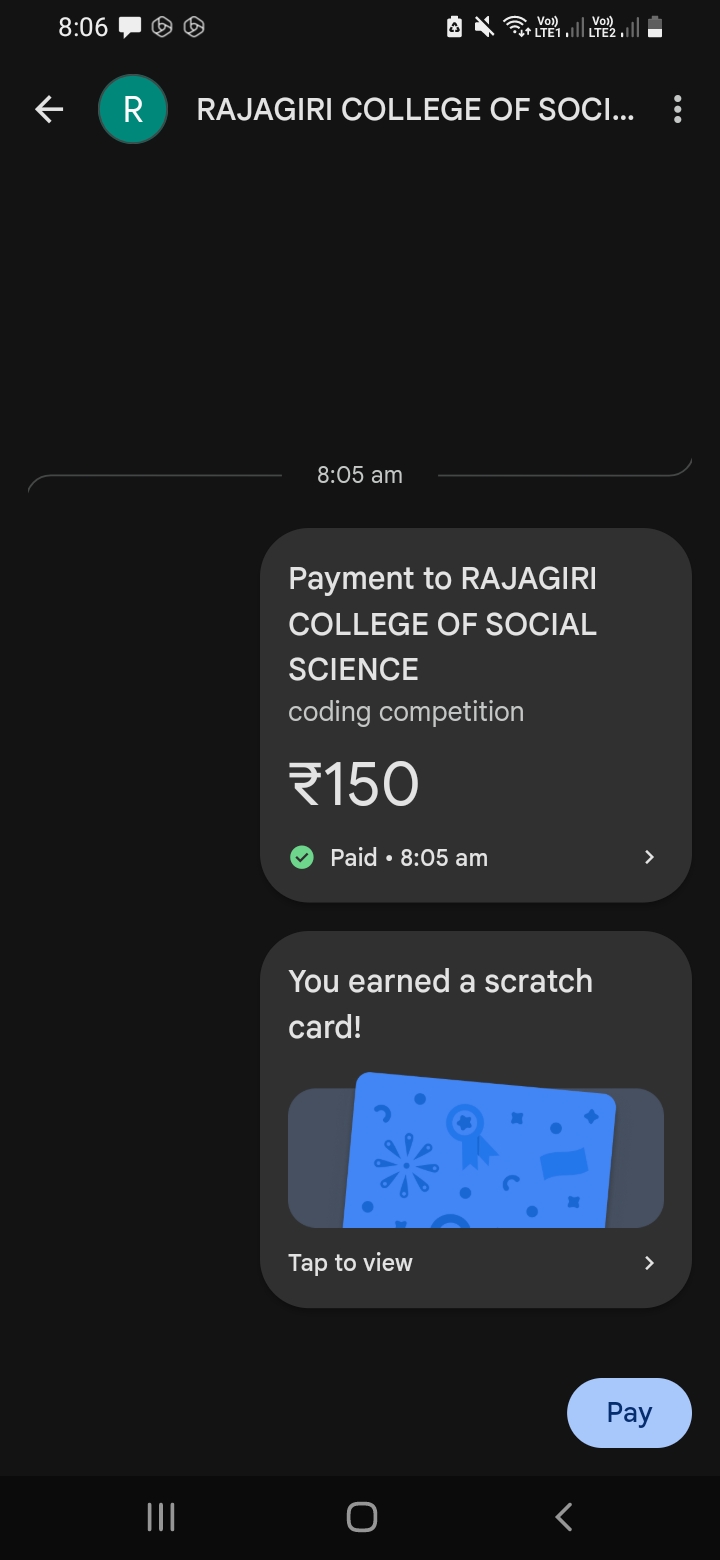 8:06
Vo) LTE1 Vo) LTE2
R RAJAGIRI COLLEGE OF SOCI...
8:05 am
Payment to RAJAGIRI
COLLEGE OF SOCIAL
SCIENCE
coding competition
₹150
Paid • 8:05 am
You earned a scratch
card!
Tap to view
Pay